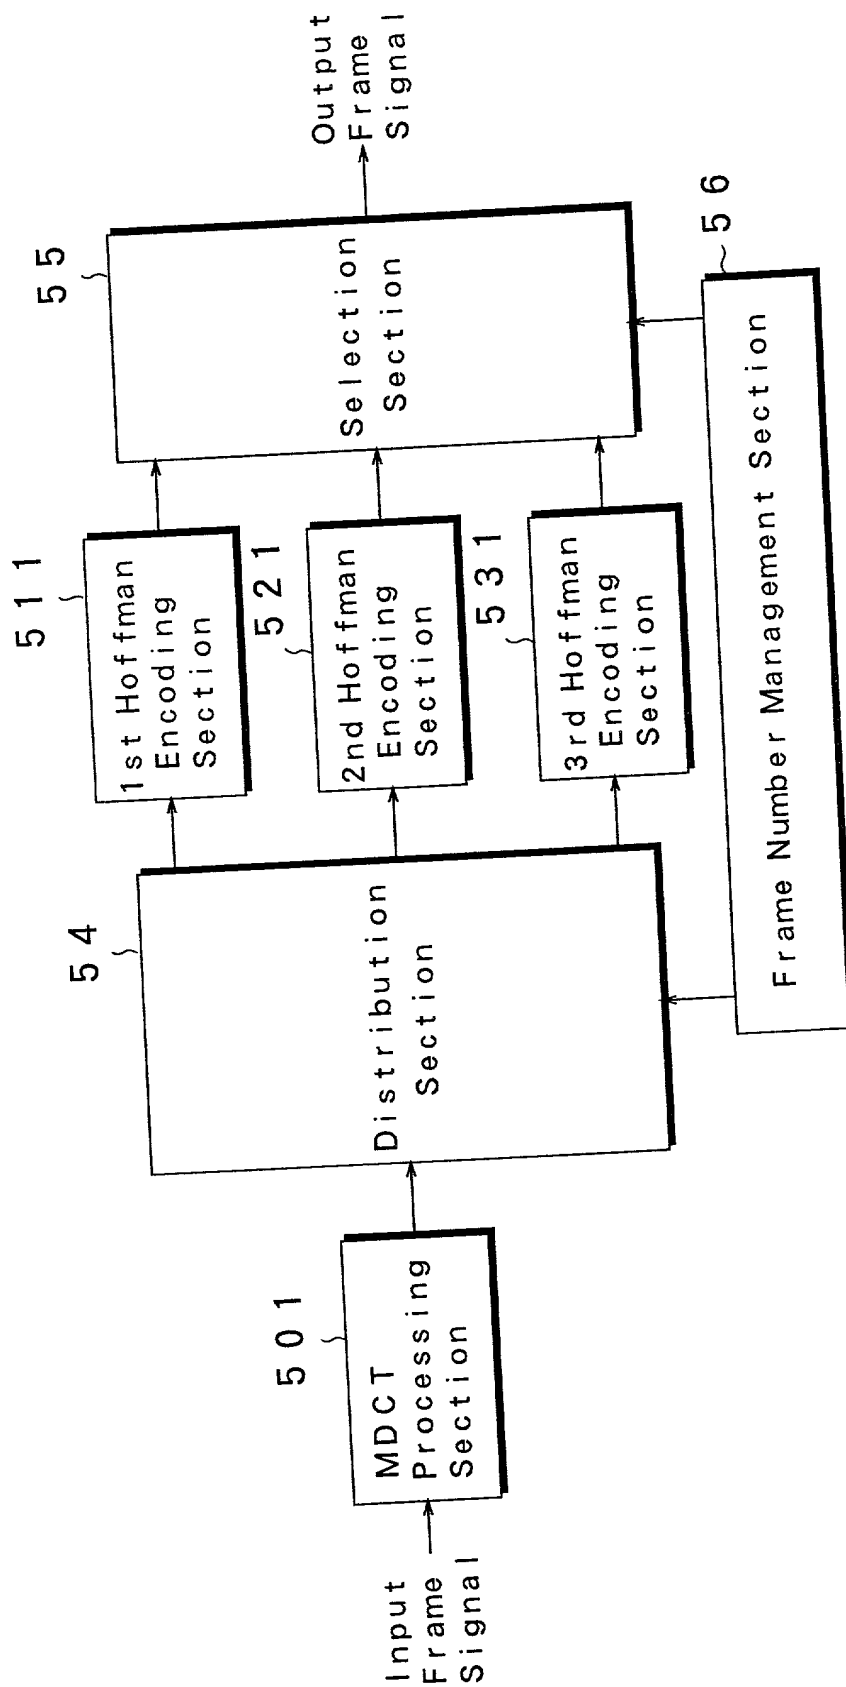 Input
Frame
Signal
501
MDCT
Processing
Section
54
Distribution
Section
511
1st Hoffman
Encoding
Section
521
2nd Hoffman
Encoding
Section
531
3rd Hoffman
Encoding
Section
55
Selection
Section
Output
Frame
Signal
56
Frame Number Management Section